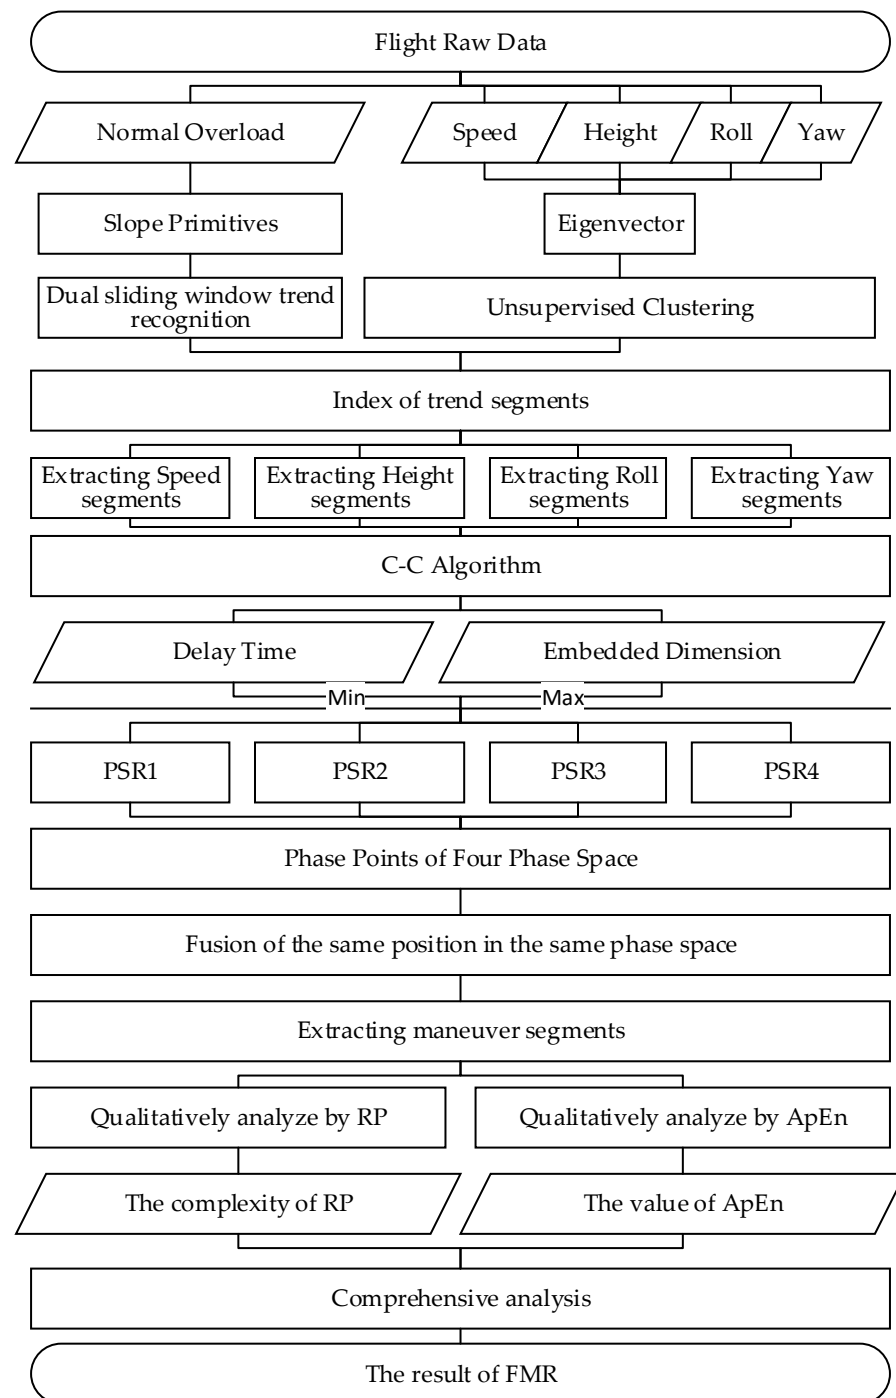 Flight Raw Data
Normal Overload
Speed
Height
Roll
Yaw
Slope Primitives
Eigenvector
Dual sliding window trend
recognition
Unsupervised Clustering
Index of trend segments
Extracting Speed
segments
Extracting Height
segments
Extracting Roll
segments
Extracting Yaw
segments
C-C Algorithm
Delay Time
Embedded Dimension
Min
Max
PSR1
PSR2
PSR3
PSR4
Phase Points of Four Phase Space
Fusion of the same position in the same phase space
Extracting maneuver segments
Qualitatively analyze by RP
Qualitatively analyze by ApEn
The complexity of RP
The value of ApEn
Comprehensive analysis
The result of FMR